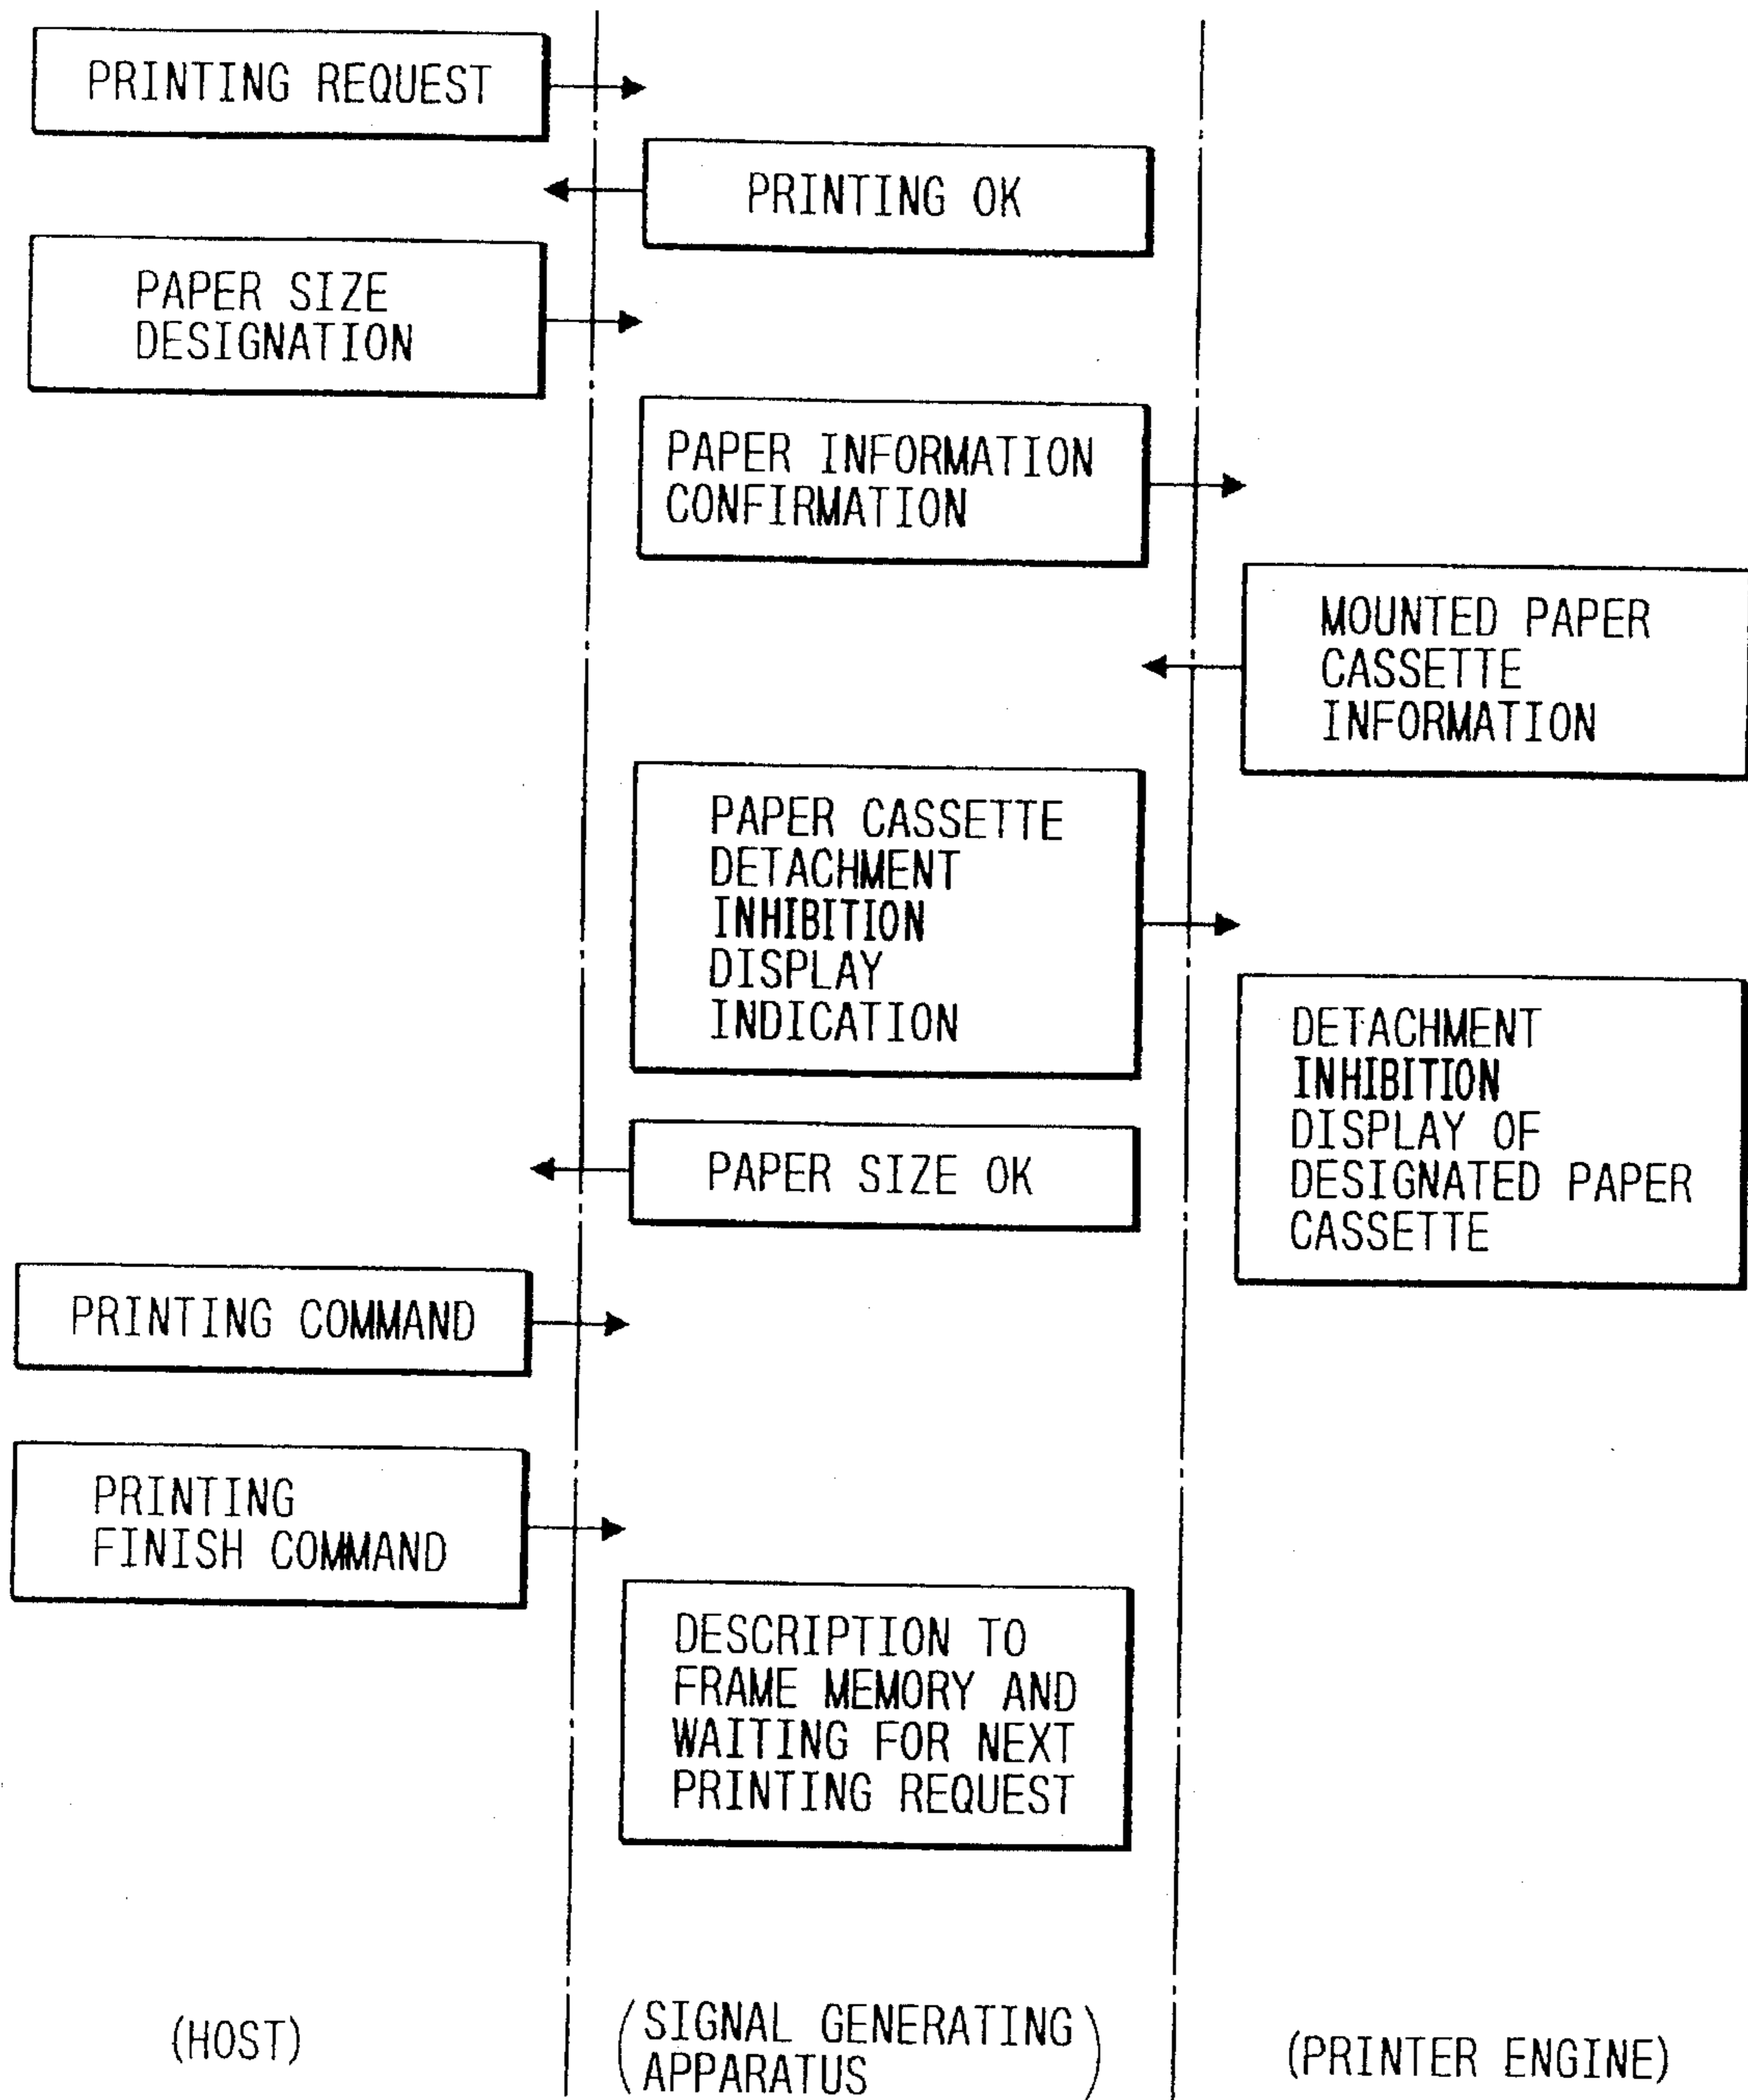 PRINTING REQUEST
PRINTING OK
PAPER SIZE
DESIGNATION
PAPER INFORMATION
CONFIRMATION
MOUNTED PAPER
CASSETTE
INFORMATION
PAPER CASSETTE
DETACHMENT
INHIBITION
DISPLAY
INDICATION
DETACHMENT
INHIBITION
DISPLAY OF
DESIGNATED PAPER
CASSETTE
PAPER SIZE OK
PRINTING COMMAND
PRINTING
FINISH COMMAND
DESCRIPTION TO
FRAME MEMORY AND
WAITING FOR NEXT
PRINTING REQUEST
(HOST)
(SIGNAL GENERATING
APPARATUS)
(PRINTER ENGINE)